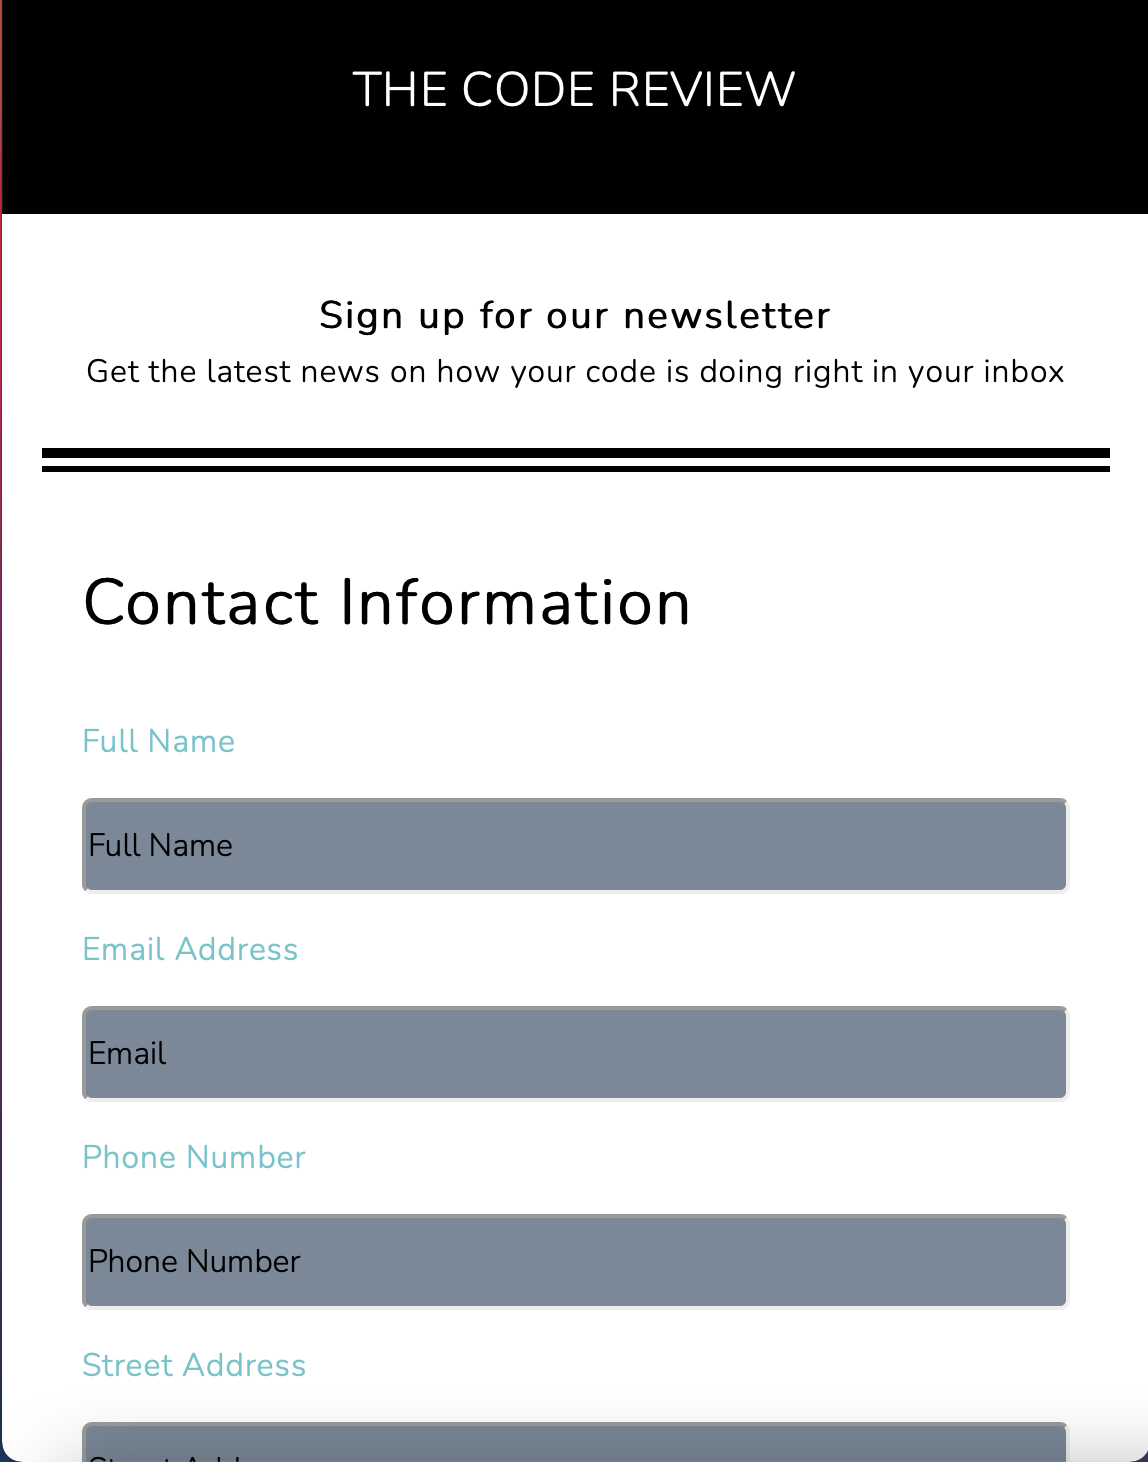 THE CODE REVIEW
Sign up for our newsletter
Get the latest news on how your code is doing right in your inbox
Contact Information
Full Name
Full Name
Email Address
Email
Phone Number
Phone Number
Street Address